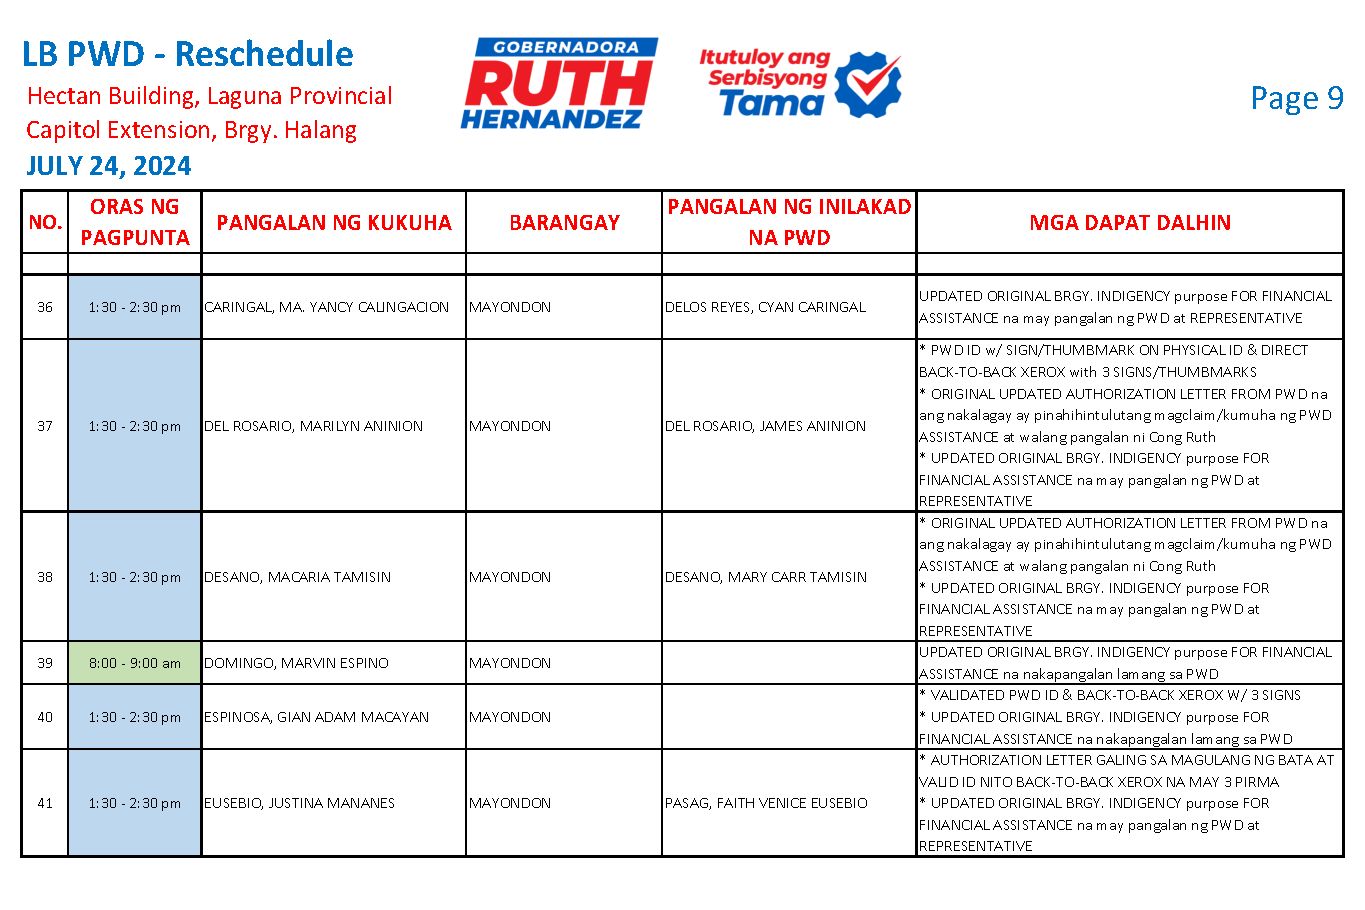 LB PWD - Reschedule
Hectan Building, Laguna Provincial
Capitol Extension, Brgy. Halang
JULY 24, 2024
GOBERNADORA
RUTH
HERNANDEZ
Itutuloy ang
Serbisyong
Tama
Page 9
NO.
ORAS NG
PAGPUNTA
PANGALAN NG KUKUHA
BARANGAY
PANGALAN NG INILAKAD
NA PWD
MGA DAPAT DALHIN
36
1:30 - 2:30 pm
CARINGAL, MA. YANCY CALINGACION
MAYONDON
DELOS REYES, CYAN CARINGAL
UPDATED ORIGINAL BRGY. INDIGENCY purpose FOR FINANCIAL
ASSISTANCE na may pangalan ng PWD at REPRESENTATIVE
37
1:30 - 2:30 pm
DEL ROSARIO, MARILYN ANINION
MAYONDON
DEL ROSARIO, JAMES ANINION
* PWD ID w/ SIGN/THUMBMARK ON PHYSICAL ID & DIRECT
BACK-TO-BACK XEROX with 3 SIGNS/THUMBMARKS
* ORIGINAL UPDATED AUTHORIZATION LETTER FROM PWD na
ang nakalagay ay pinahihintulutang magclaim/kumuha ng PWD
ASSISTANCE at walang pangalan ni Cong Ruth
* UPDATED ORIGINAL BRGY. INDIGENCY purpose FOR
FINANCIAL ASSISTANCE na may pangalan ng PWD at
REPRESENTATIVE
38
1:30 - 2:30 pm
DESANO, MACARIA TAMISIN
MAYONDON
DESANO, MARY CARR TAMISIN
* ORIGINAL UPDATED AUTHORIZATION LETTER FROM PWD na
ang nakalagay ay pinahihintulutang magclaim/kumuha ng PWD
ASSISTANCE at walang pangalan ni Cong Ruth
* UPDATED ORIGINAL BRGY. INDIGENCY purpose FOR
FINANCIAL ASSISTANCE na may pangalan ng PWD at
REPRESENTATIVE
39
8:00 - 9:00 am
DOMINGO, MARVIN ESPINO
MAYONDON
UPDATED ORIGINAL BRGY. INDIGENCY purpose FOR FINANCIAL
ASSISTANCE na nakapangalan lamang sa PWD
40
1:30 - 2:30 pm
ESPINOSA, GIAN ADAM MACAYAN
MAYONDON
* VALIDATED PWD ID & BACK-TO-BACK XEROX W/ 3 SIGNS
* UPDATED ORIGINAL BRGY. INDIGENCY purpose FOR
FINANCIAL ASSISTANCE na nakapangalan lamang sa PWD
41
1:30 - 2:30 pm
EUSEBIO, JUSTINA MANANES
MAYONDON
PASAG, FAITH VENICE EUSEBIO
* AUTHORIZATION LETTER GALING SA MAGULANG NG BATA AT
VALID ID NITO BACK-TO-BACK XEROX NA MAY 3 PIRMA
* UPDATED ORIGINAL BRGY. INDIGENCY purpose FOR
FINANCIAL ASSISTANCE na may pangalan ng PWD at
REPRESENTATIVE